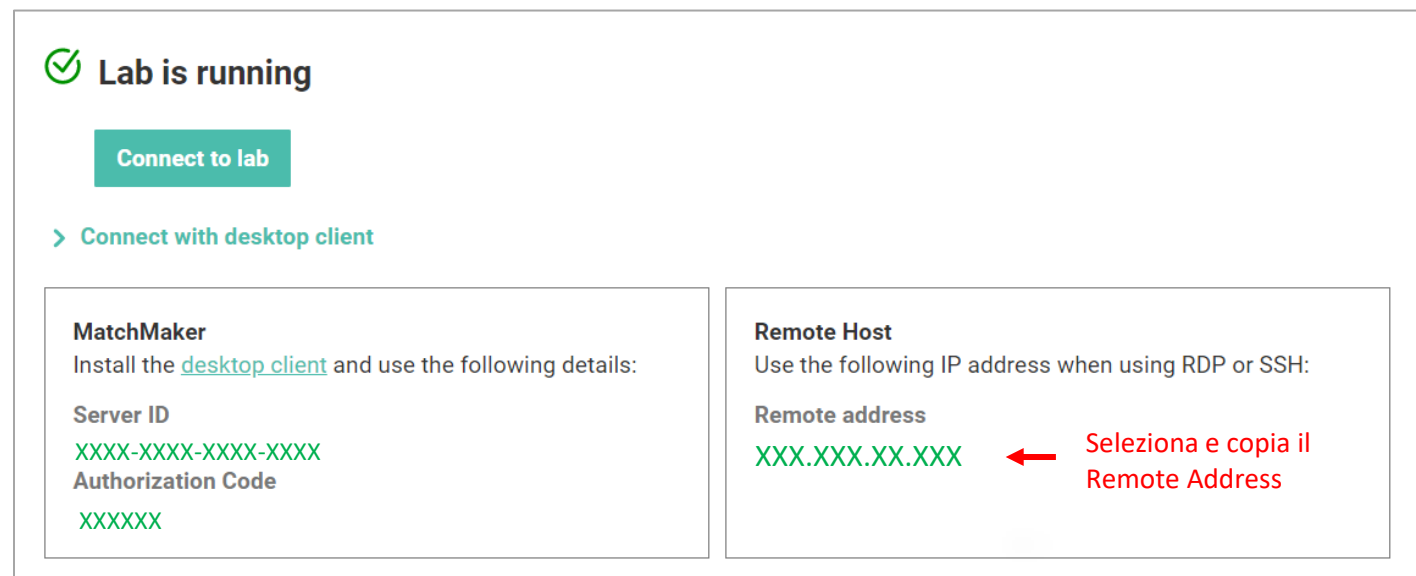 Lab is running
Connect to lab
Connect with desktop client
MatchMaker
Install the desktop client and use the following details:
Server ID
XXXX-XXXX-XXXX-XXXX
Authorization Code
XXXXXX
Remote Host
Use the following IP address when using RDP or SSH:
Remote address
XXX.XXX.XX.XXX
Seleziona e copia il
Remote Address